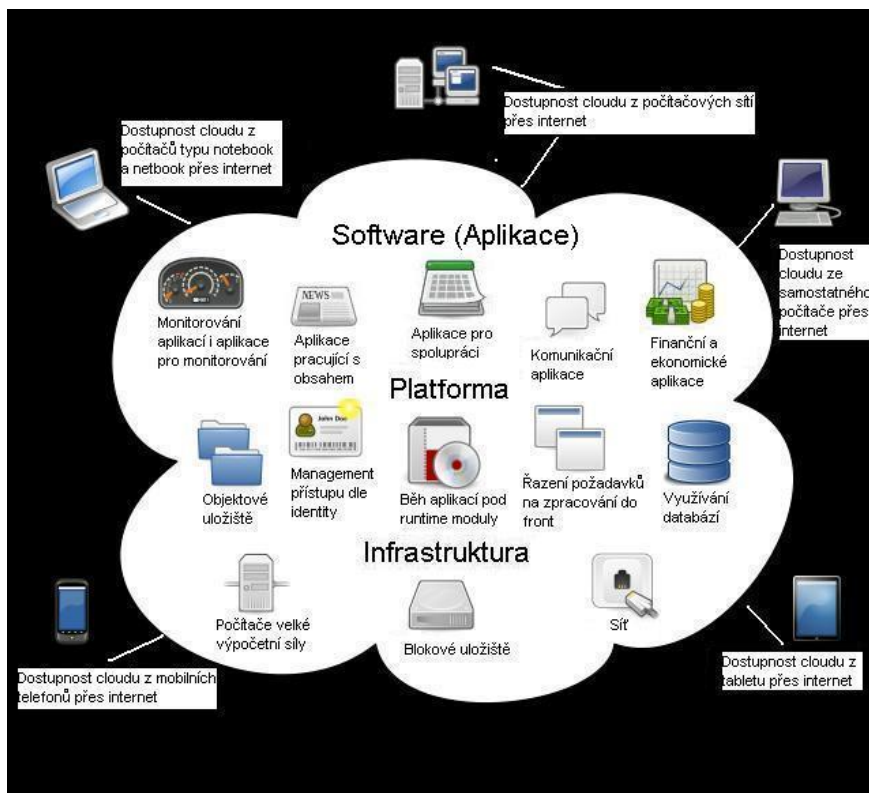 Dostupnost cloudu z počítačových sítí
přes internet
Dostupnost cloudu z
počítačů typu notebook
a netbook přes internet
Software (Aplikace)
Dostupnost
cloudu ze
samostatného
počítače přes
internet
Monitorování
aplikací i aplikace
pro monitorování
NEWS
Aplikace
pracující s
obsahem
Aplikace pro
spolupráci
Komunikační
aplikace
Finanční a
ekonomické
aplikace
Platforma
John Doe
Objektové
uložiště
Management
přístupu dle
identity
Běh aplikací pod
runtime moduly
Řazení požadavků
na zpracování do
front
Využívání
databází
Infrastruktura
Počítače velké
výpočetní síly
Blokové uložiště
Síť
Dostupnost cloudu z mobilních
telefonů přes internet
Dostupnost cloudu z
tabletu přes internet